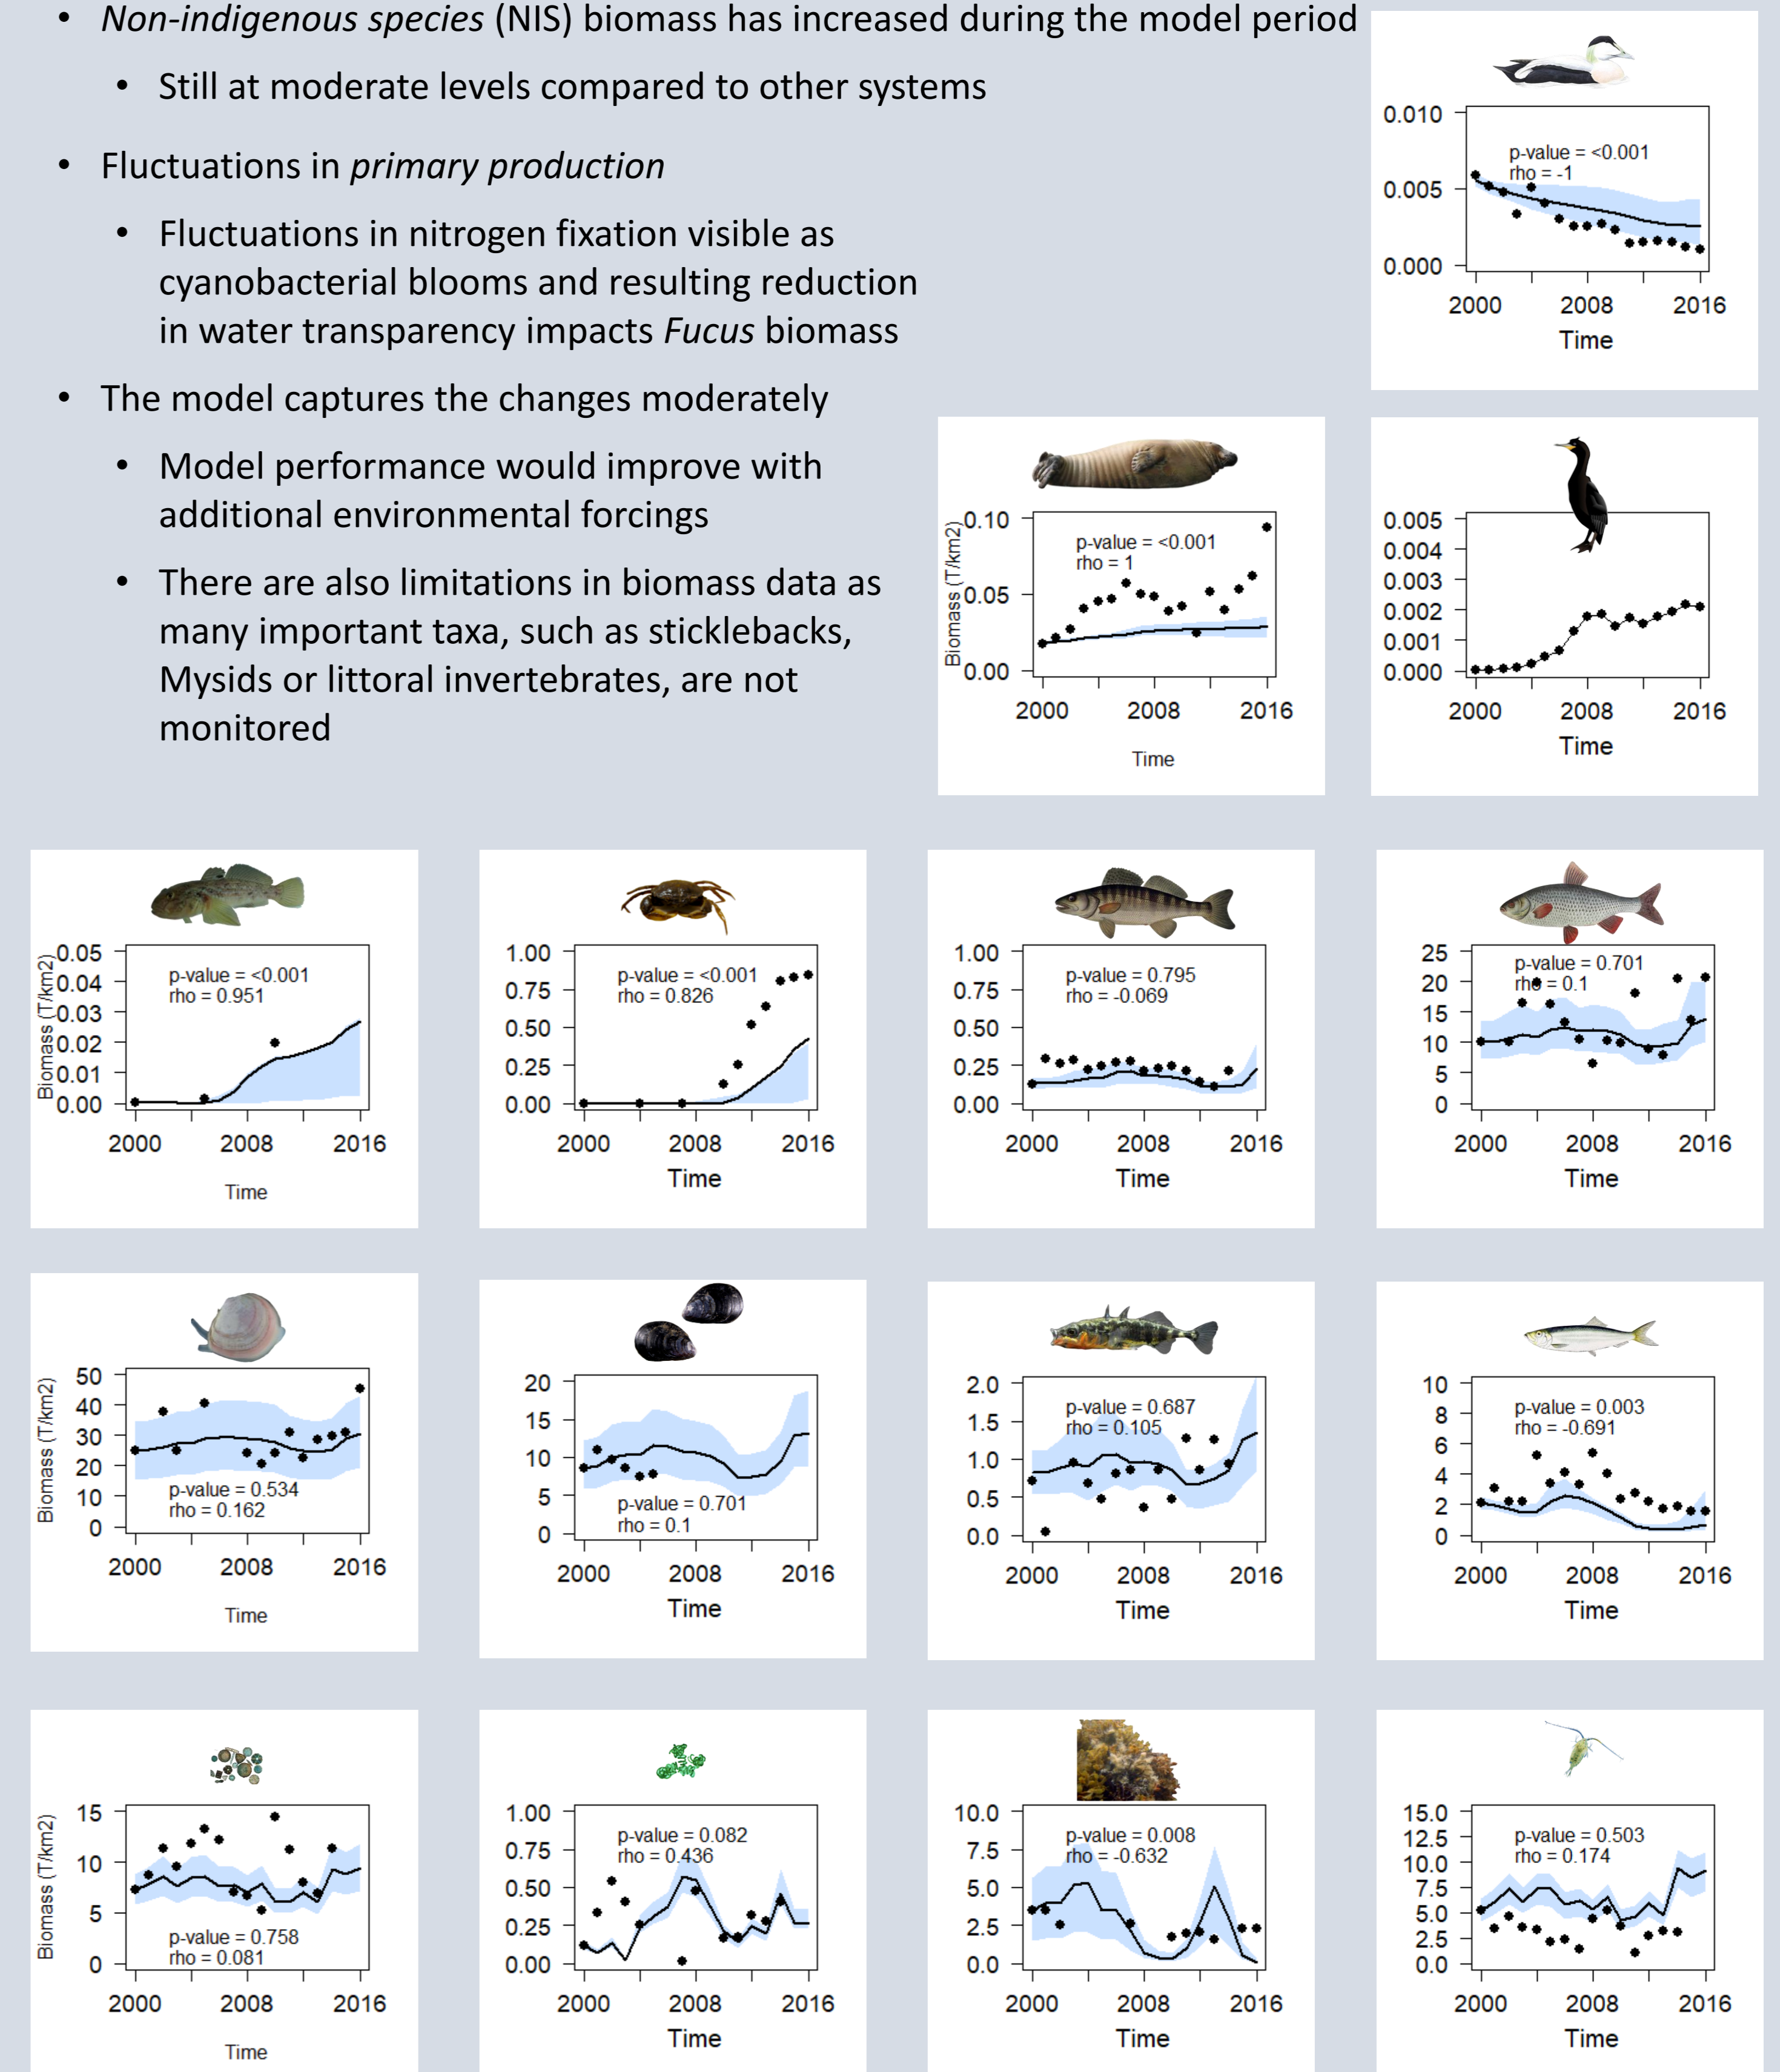 • Non-indigenous species (NIS) biomass has increased during the model period
• Still at moderate levels compared to other systems
• Fluctuations in primary production
• Fluctuations in nitrogen fixation visible as
cyanobacterial blooms and resulting reduction
in water transparency impacts Fucus biomass
• The model captures the changes moderately
• Model performance would improve with
additional environmental forcings
• There are also limitations in biomass data as
many important taxa, such as sticklebacks,
Mysids or littoral invertebrates, are not
monitored
0.010
0.005
0.000
p-value = <0.001
rho = -1
2000 2008 2016
Time
Biomass (T/km2)
0.10
0.05
0.00
p-value = <0.001
rho = 1
2000 2008 2016
Time
0.005
0.004
0.003
0.002
0.001
0.000
2000 2008 2016
Time
Biomass (T/km2)
0.05
0.04
0.03
0.02
0.01
0.00
p-value = <0.001
rho = 0.951
2000 2008 2016
Time
1.00
0.75
0.50
0.25
0.00
p-value = <0.001
rho = 0.826
2000 2008 2016
Time
1.00
0.75
0.50
0.25
0.00
p-value = 0.795
rho = -0.069
2000 2008 2016
Time
25
20
15
10
5
0
p-value = 0.701
rho = 0.1
2000 2008 2016
Time
Biomass (T/km2)
50
40
30
20
10
0
p-value = 0.534
rho = 0.162
2000 2008 2016
Time
20
15
10
5
0
p-value = 0.701
rho = 0.1
2000 2008 2016
Time
2.0
1.5
1.0
0.5
0.0
p-value = 0.687
rho = 0.105
2000 2008 2016
Time
10
8
6
4
2
0
p-value = 0.003
rho = -0.691
2000 2008 2016
Time
Biomass (T/km2)
15
10
5
0
p-value = 0.758
rho = 0.081
2000 2008 2016
Time
1.00
0.75
0.50
0.25
0.00
p-value = 0.082
rho = 0.436
2000 2008 2016
Time
10.0
7.5
5.0
2.5
0.0
p-value = 0.008
rho = -0.632
2000 2008 2016
Time
15.0
12.5
10.0
7.5
5.0
2.5
0.0
p-value = 0.503
rho = 0.174
2000 2008 2016
Time